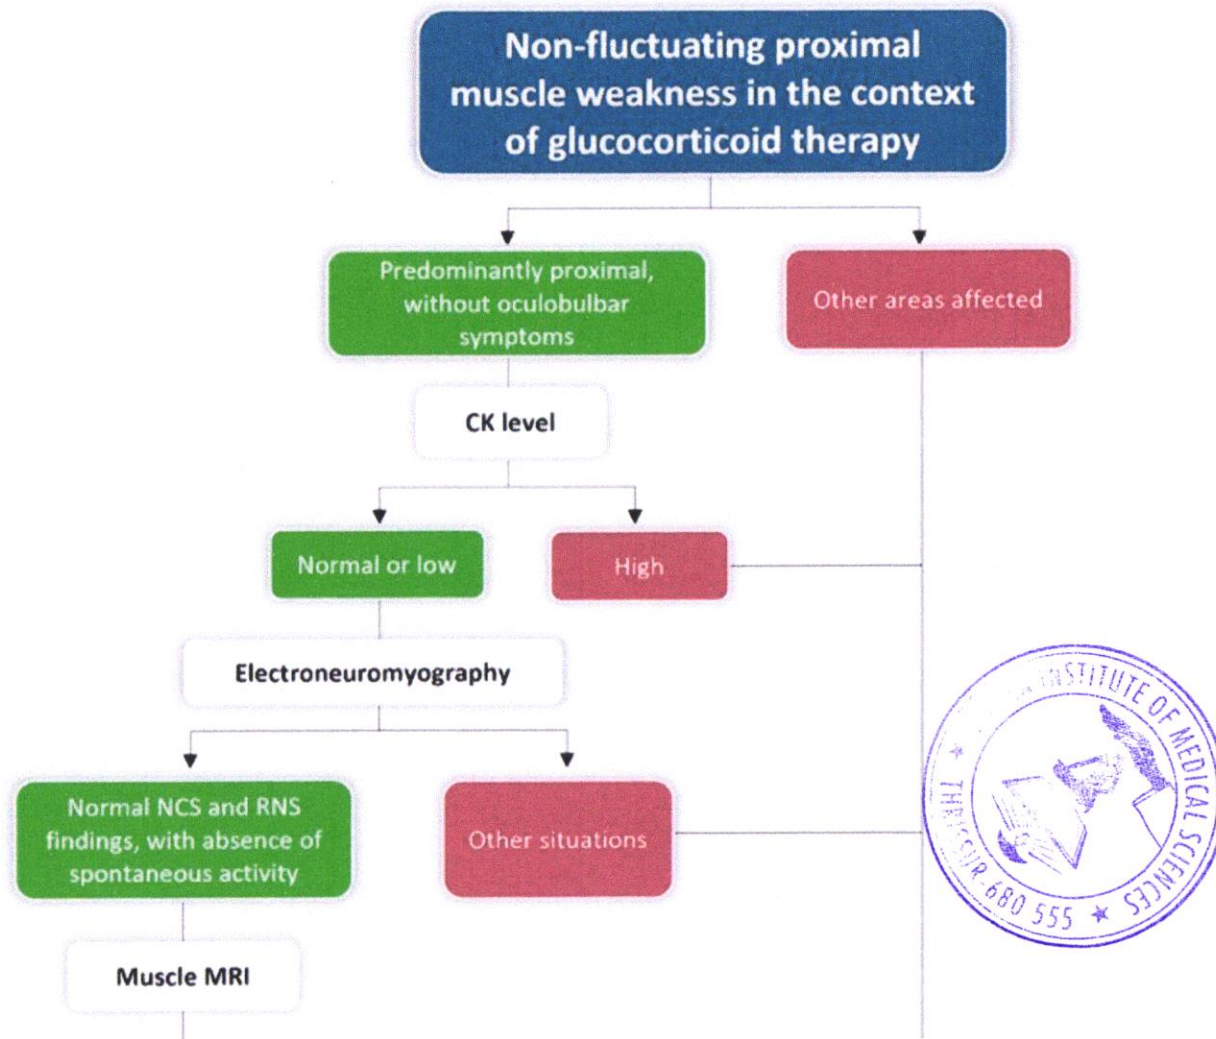 Non-fluctuating proximal
muscle weakness in the context
of glucocorticoid therapy
Predominantly proximal,
without oculobulbar
symptoms
Other areas affected
CK level
Normal or low
High
Electroneuromyography
Normal NCS and RNS
findings, with absence of
spontaneous activity
Other situations
Muscle MRI
INSTITUTE OF MEDICAL SCIENCES
THRISSUR-680 555